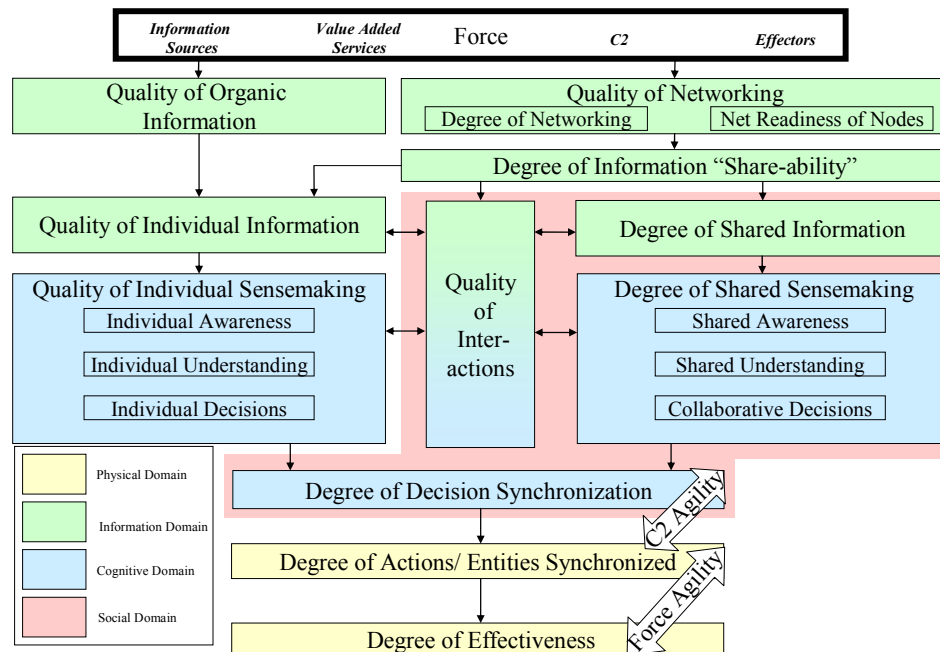 Information
Sources
Value Added
Services
Force
C2
Effectors
Quality of Organic
Information
Quality of Networking
Degree of Networking
Net Readiness of Nodes
Degree of Information “Share-ability”
Quality of Individual Information
Degree of Shared Information
Quality of Individual Sensemaking
Individual Awareness
Individual Understanding
Individual Decisions
Quality
of
Inter-
actions
Degree of Shared Sensemaking
Shared Awareness
Shared Understanding
Collaborative Decisions
Physical Domain
Information Domain
Cognitive Domain
Social Domain
Degree of Decision Synchronization
C2 Agility
Degree of Actions/ Entities Synchronized
Force Agility
Degree of Effectiveness